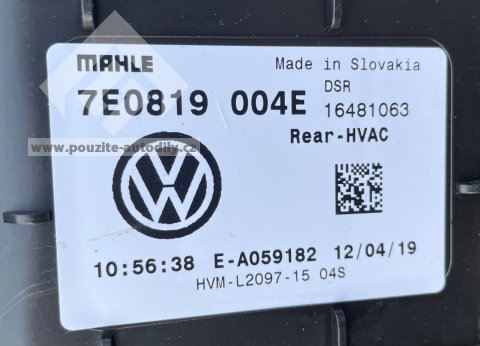 MAHLE
Made in Slovakia
DSR
7E0819 004E
16481063
Rear-HVAC
www.pouzite-autodily.cz
10:56:38 E-A059182 12/04/19
HVM-L2097-15 04S